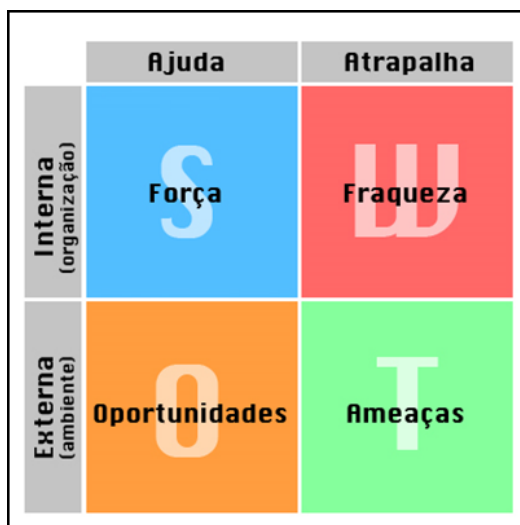 Ajuda
Atrapalha
Interna
(organização)
S
Força
W
Fraqueza
Externa
(ambiente)
O
Oportunidades
T
Ameaças